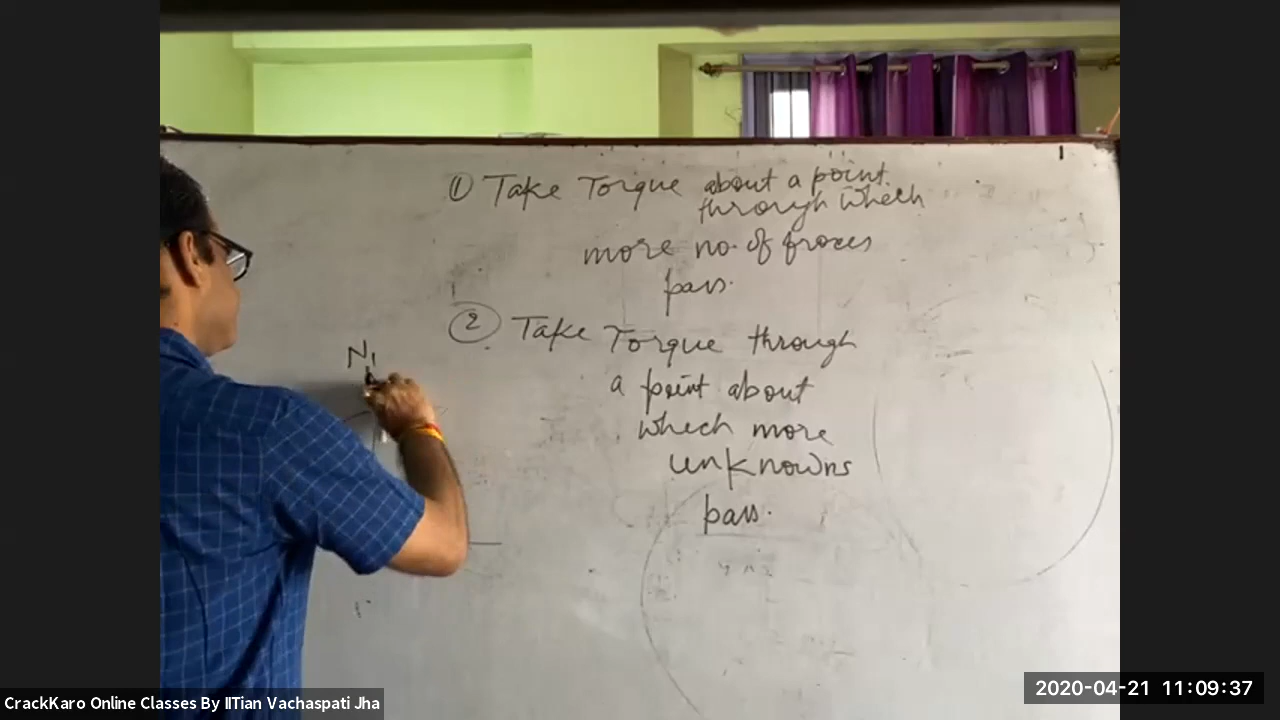 ① Take Torque about a point
through which
more no. of froces
pass.
② Take Torque through
a point about
which more
unknowns
pass.
N1
CrackKaro Online Classes By IITian Vachaspati Jha
2020-04-21 11:09:37